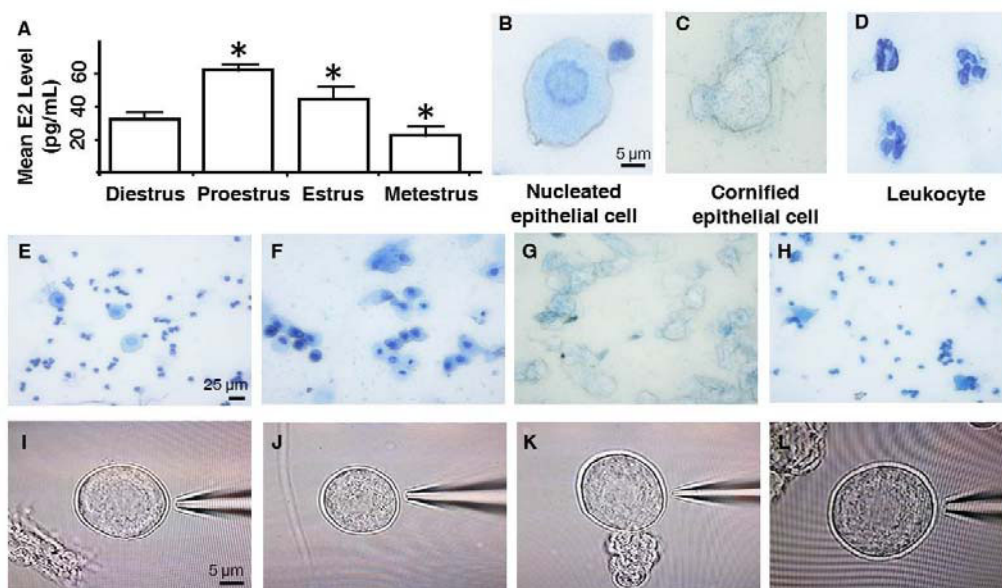 A
Mean E2 Level
(pg/mL)
60
40
20
*
*
*
Diestrus
Proestrus
Estrus
Metestrus
B
5 µm
Nucleated
epithelial cell
C
Cornified
epithelial cell
D
Leukocyte
E
25 µm
F
G
H
I
5 µm
J
K
L